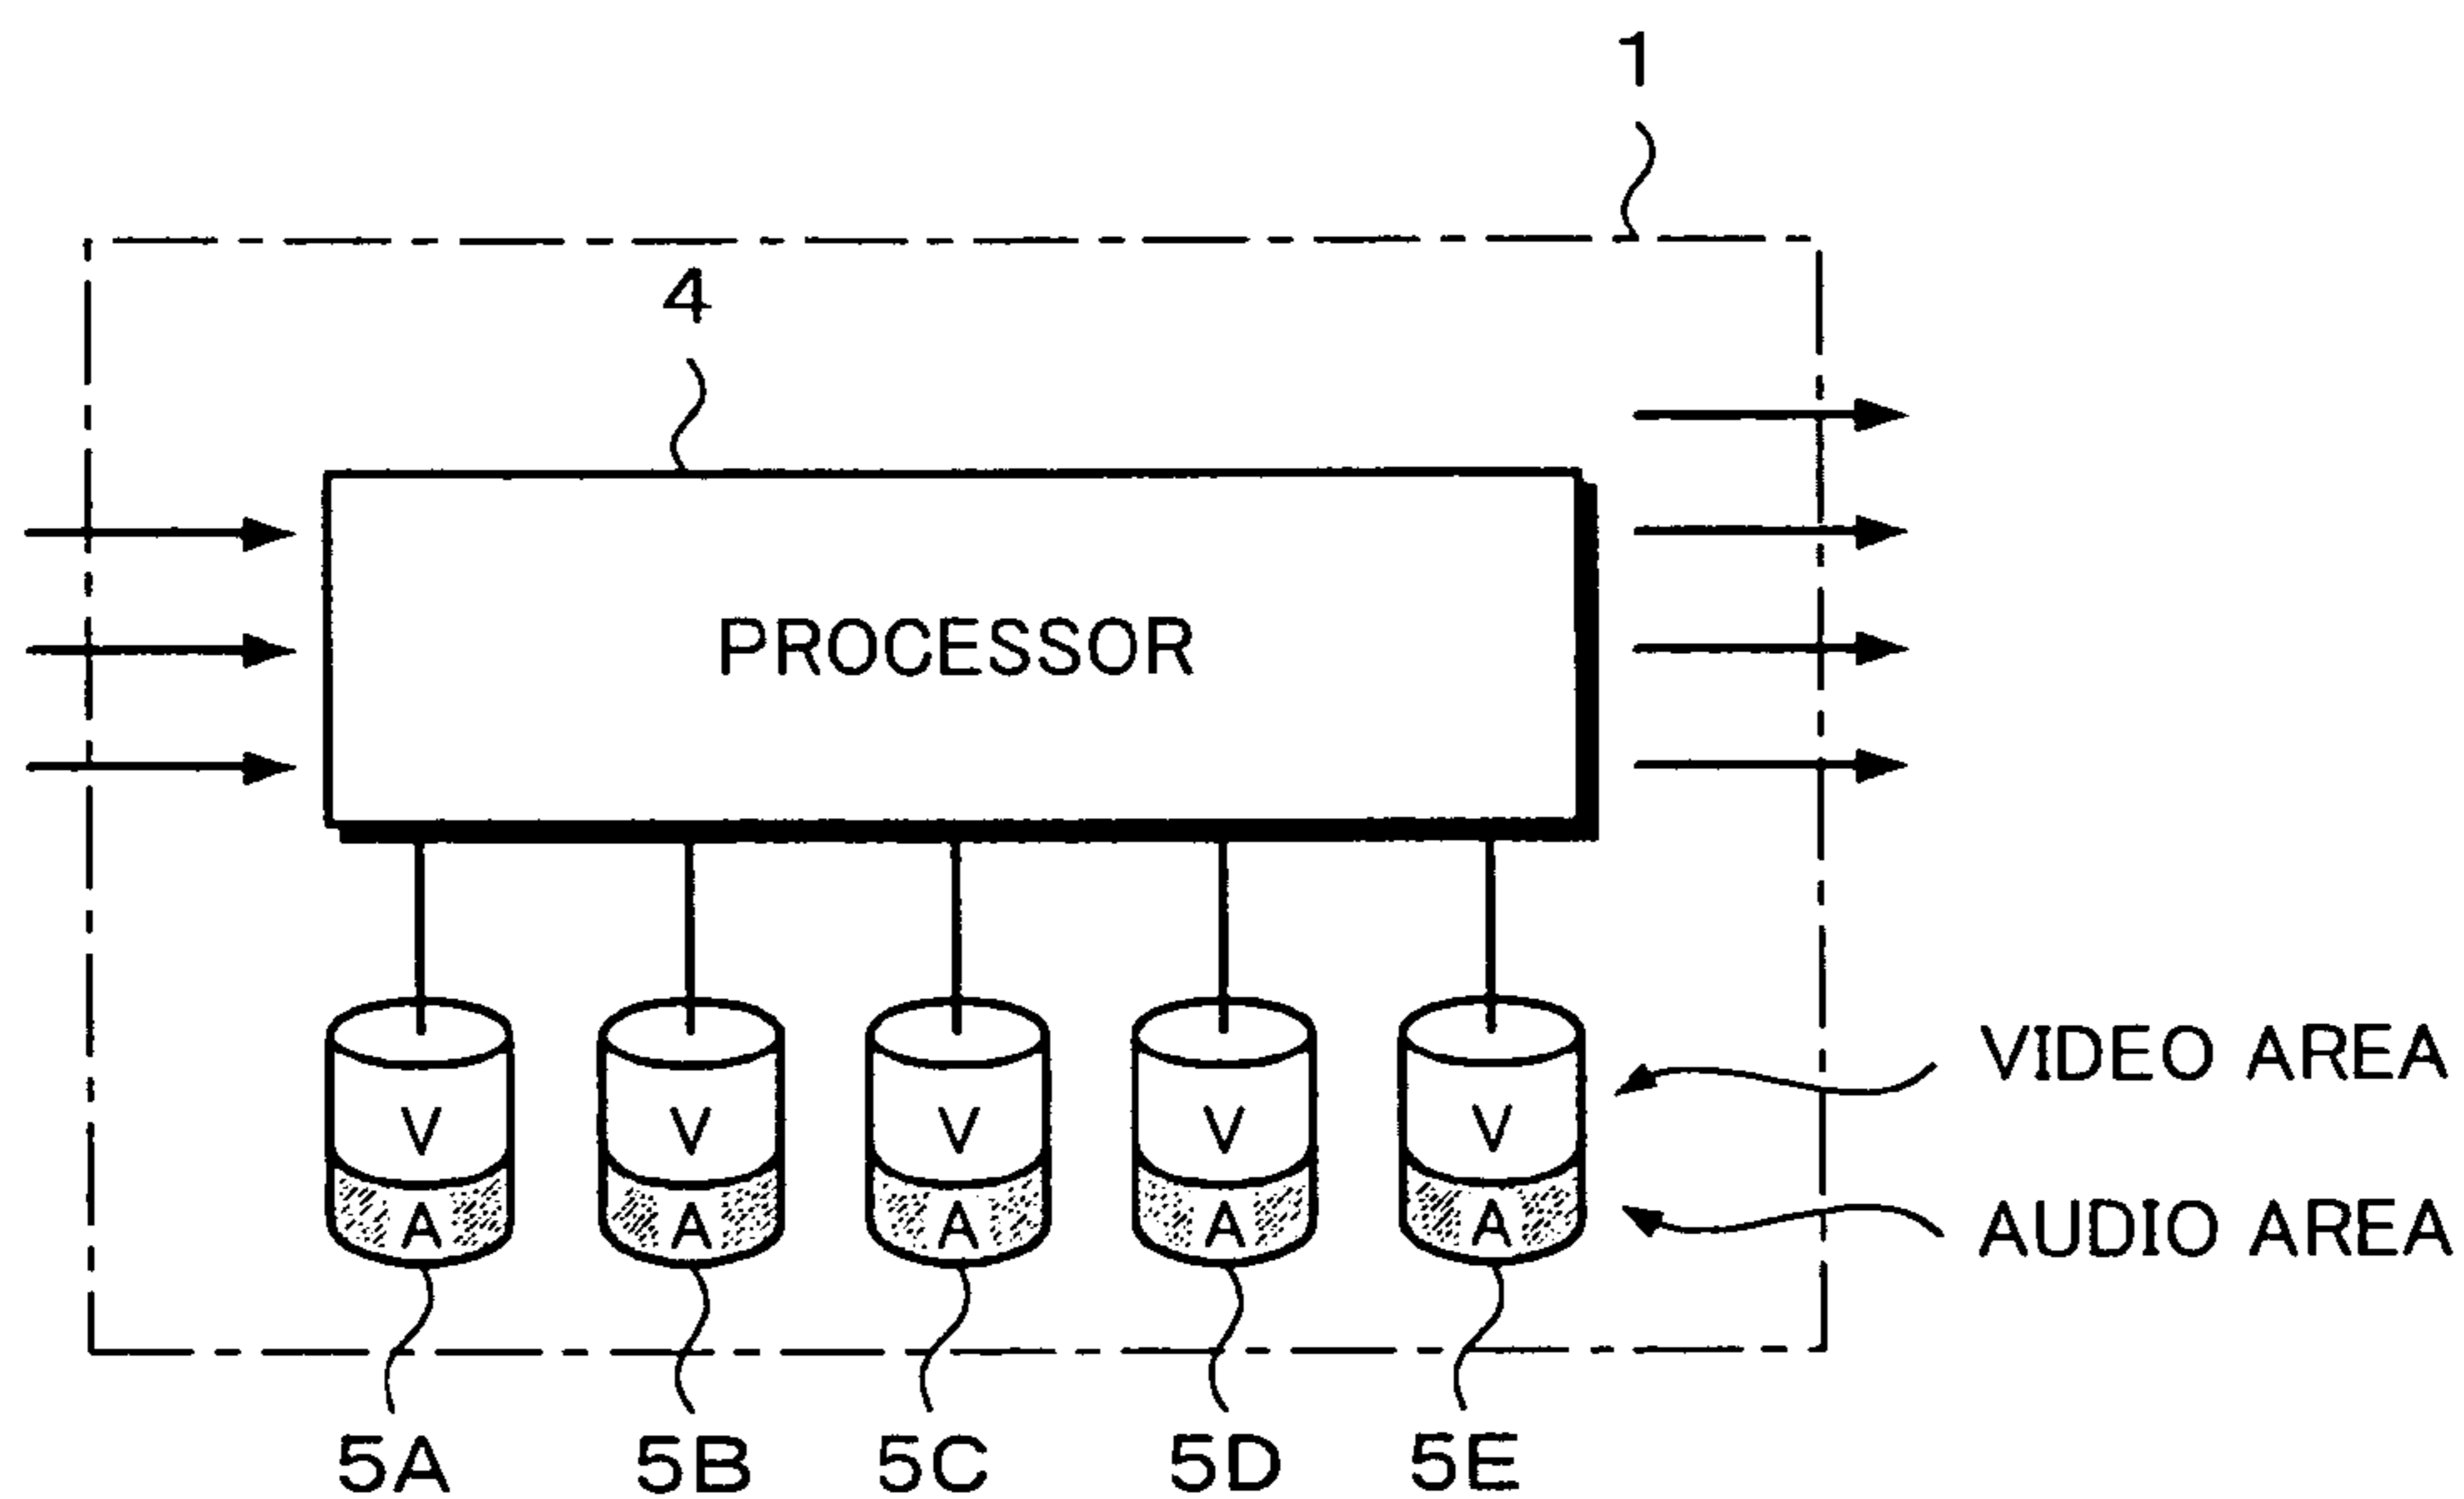 1
4
PROCESSOR
V V V V V VIDEO AREA
A A A A A AUDIO AREA
5A 5B 5C 5D 5E